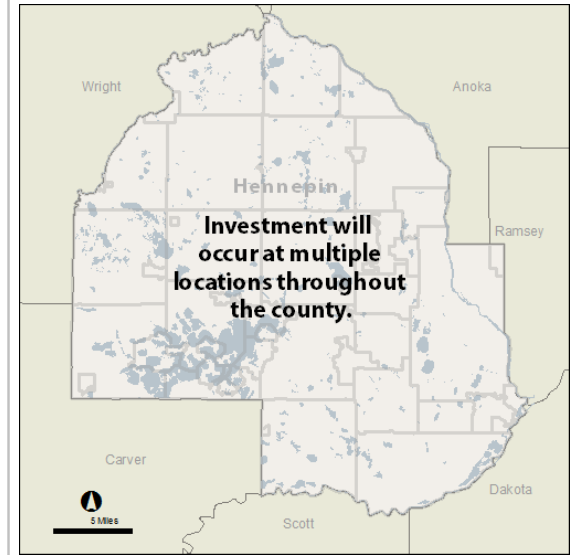 Wright
Anoka
Hennepin
Investment will
occur at multiple
locations throughout
the county.
Ramsey
Carver
Dakota
Scott
5 Miles